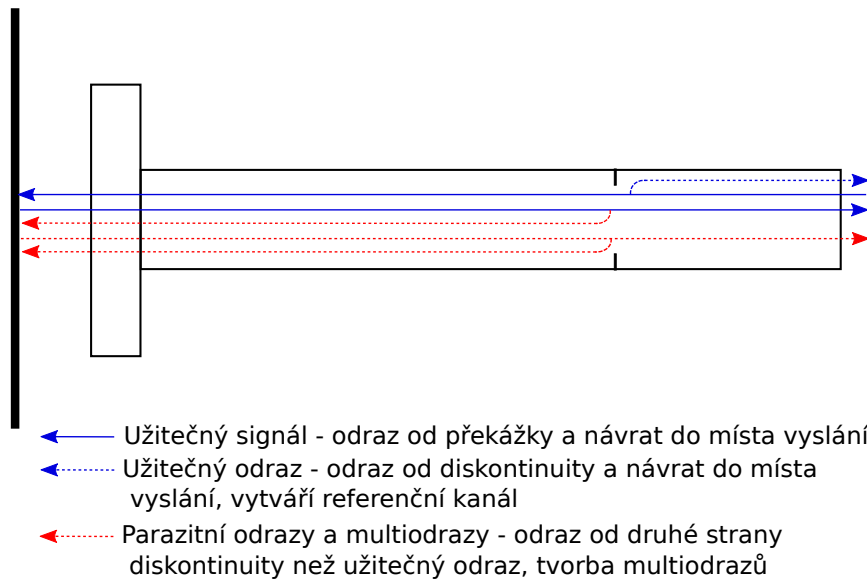 Užitečný signál - odraz od překážky a návrat do místa vyslání
Užitečný odraz - odraz od diskontinuity a návrat do místa
vyslání, vytváří referenční kanál
Parazitní odrazy a multiodrazy - odraz od druhé strany
diskontinuity než užitečný odraz, tvorba multiodrazů